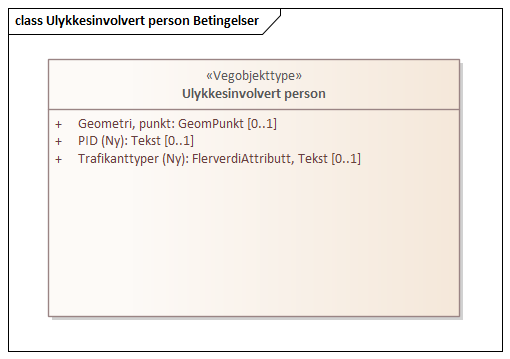 class Ulykkesinvolvert person Betingelser
«Vegobjekttype»
Ulykkesinvolvert person
+ Geometri, punkt: GeomPunkt [0..1]
+ PID (Ny): Tekst [0..1]
+ Trafikanttyper (Ny): FlerverdiAttributt, Tekst [0..1]